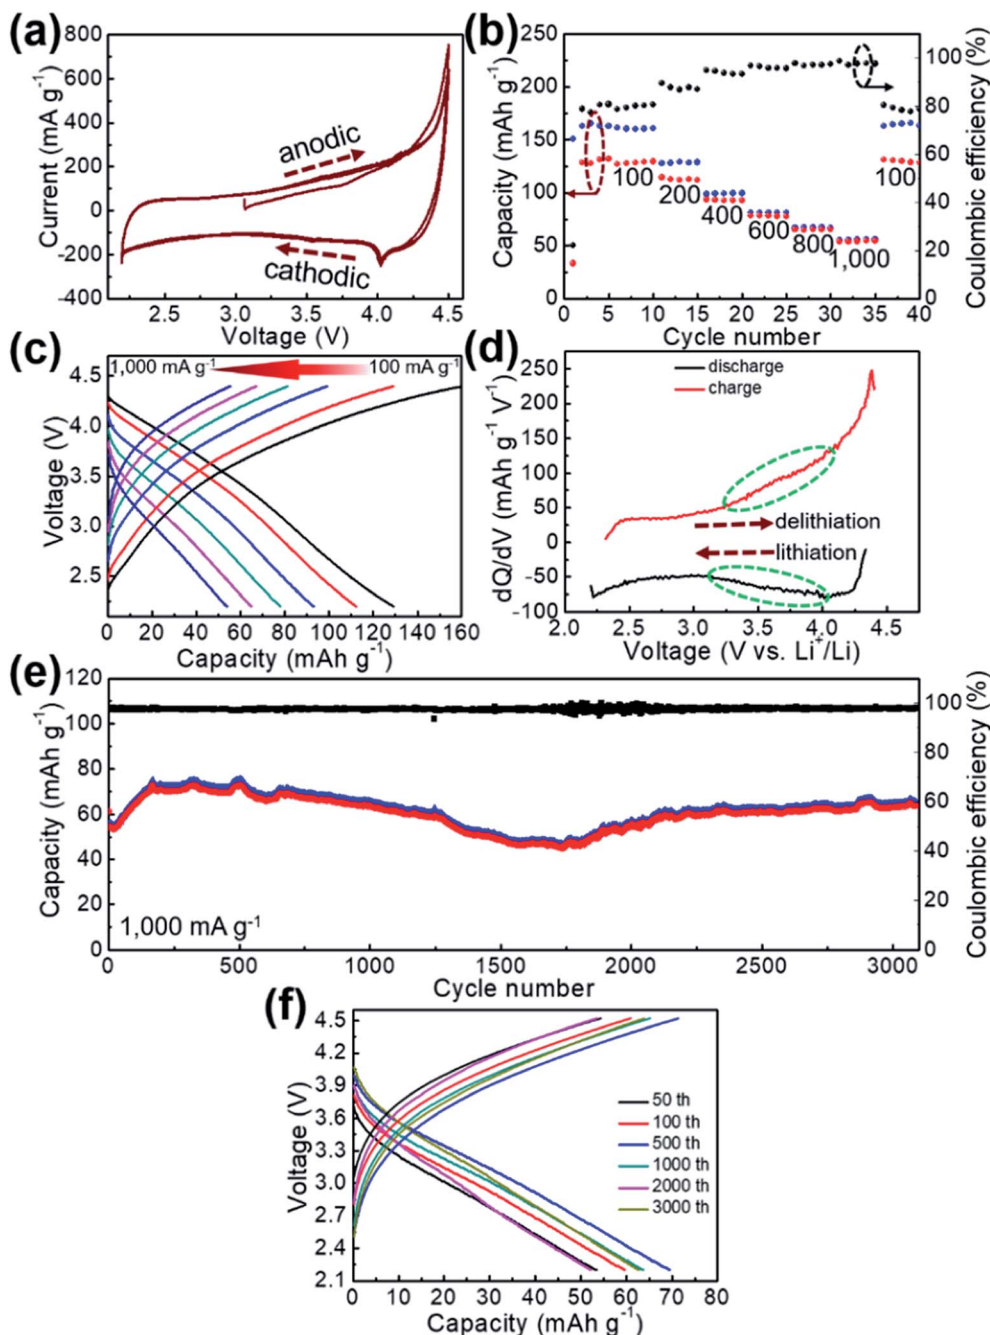 (a)
800
600
400
200
0
-200
-400
Current (mA g⁻¹)
anodic
cathodic
2.5 3.0 3.5 4.0 4.5
Voltage (V)
(b)
250
225
200
175
150
125
100
75
50
25
0
Capacity (mAh g⁻¹)
100
200
400
600
800
1,000
100
100
80
60
40
20
0
Coulombic efficiency (%)
0 5 10 15 20 25 30 35 40
Cycle number
(c)
1,000 mA g⁻¹ 100 mA g⁻¹
4.5
4.0
3.5
3.0
2.5
Voltage (V)
0 20 40 60 80 100 120 140 160
Capacity (mAh g⁻¹)
(d)
discharge
charge
250
200
150
100
50
0
-50
-100
dQ/dV (mAh g⁻¹ V⁻¹)
delithiation
lithiation
2.0 2.5 3.0 3.5 4.0 4.5
Voltage (V vs. Li⁺/Li)
(e)
120
100
80
60
40
20
0
Capacity (mAh g⁻¹)
1,000 mA g⁻¹
100
80
60
40
20
0
Coulombic efficiency (%)
0 500 1000 1500 2000 2500 3000
Cycle number
(f)
4.5
4.2
3.9
3.6
3.3
3.0
2.7
2.4
2.1
Voltage (V)
50 th
100 th
500 th
1000 th
2000 th
3000 th
0 10 20 30 40 50 60 70 80
Capacity (mAh g⁻¹)